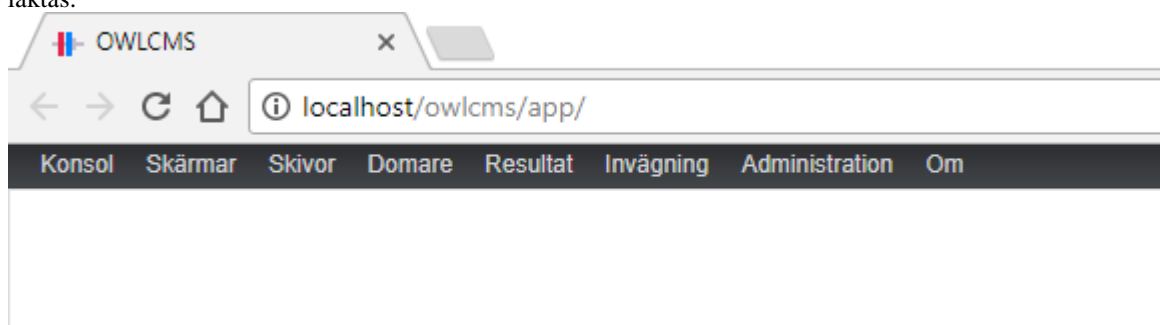 OWLCMS
localhost/owlcms/app/
Konsol Skärmar Skivor Domare Resultat Invägning Administration Om